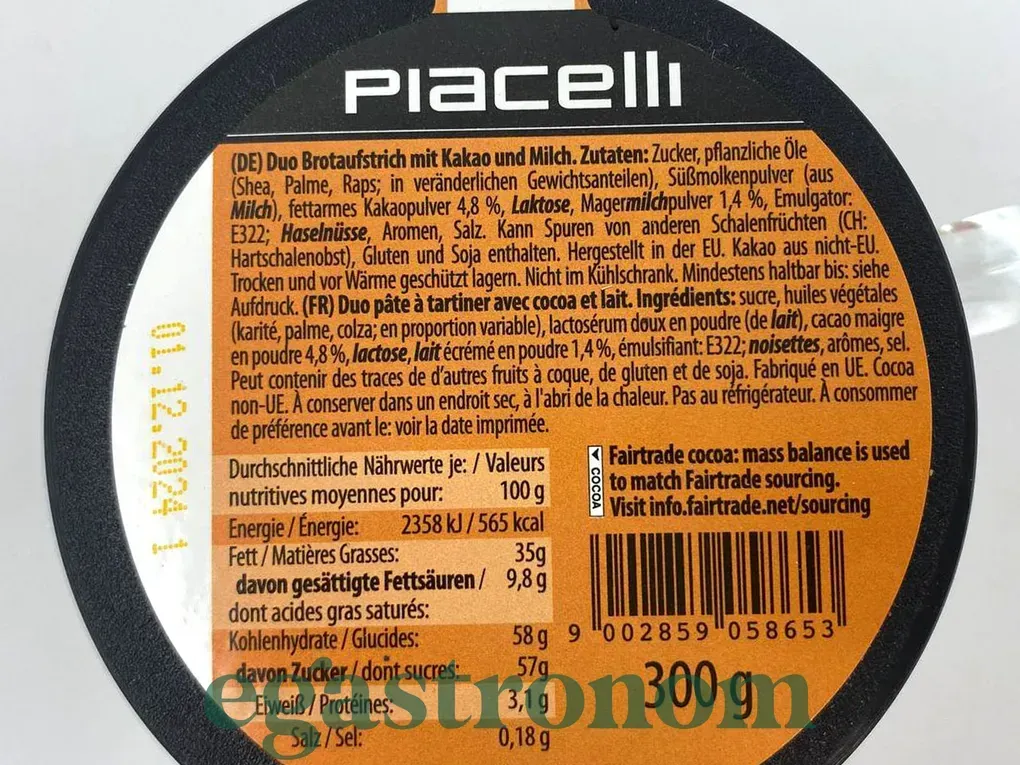 PIACELLI
(DE) Duo Brotaufstrich mit Kakao und Milch. Zutaten: Zucker, pflanzliche Öle
(Shea, Palme, Raps; in veränderlichen Gewichtsanteilen), Süßmolkenpulver (aus
Milch), fettarmes Kakaopulver 4,8 %, Laktose, Magermilchpulver 1,4 %, Emulgator:
E322; Haselnüsse, Aromen, Salz. Kann Spuren von anderen Schalenfrüchten (CH:
Hartschalenobst), Gluten und Soja enthalten. Hergestellt in der EU. Kakao aus nicht-EU.
Trocken und vor Wärme geschützt lagern. Nicht im Kühlschrank. Mindestens haltbar bis: siehe
Aufdruck. (FR) Duo pâte à tartiner avec cocoa et lait. Ingrédients: sucre, huiles végétales
(karité, palme, colza; en proportion variable), lactosérum doux en poudre (de lait), cacao maigre
en poudre 4,8 %, lactose, lait écrémé en poudre 1,4 %, émulsifiant: E322; noisettes, arômes, sel.
Peut contenir des traces de d'autres fruits à coque, de gluten et de soja. Fabriqué en UE. Cocoa
non-UE. À conserver dans un endroit sec, à l'abri de la chaleur. Pas au réfrigérateur. À consommer
de préférence avant le: voir la date imprimée.
01.12.2024 1
Durchschnittliche Nährwerte je: / Valeurs
nutritives moyennes pour: 100 g
Energie / Énergie: 2358 kJ / 565 kcal
Fett / Matières Grasses: 35g
davon gesättigte Fettsäuren / 9,8 g
dont acides gras saturés:
Kohlenhydrate / Glucides: 58 g
davon Zucker / dont sucres: 57g
Eiweiß / Protéines: 3,1 g
Salz / Sel: 0,18 g
COCOA
Fairtrade cocoa: mass balance is used
to match Fairtrade sourcing.
Visit info.fairtrade.net/sourcing
9 002859 058653
300 g
egastronom